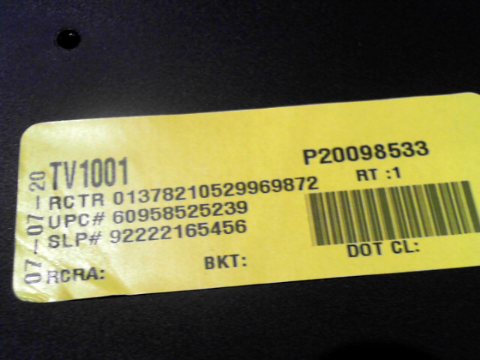 07-07-20
TV1001
P20098533
RCTR 01378210529969872
RT :1
UPC# 60958525239
SLP# 92222165456
DOT CL:
BKT:
RCRA: